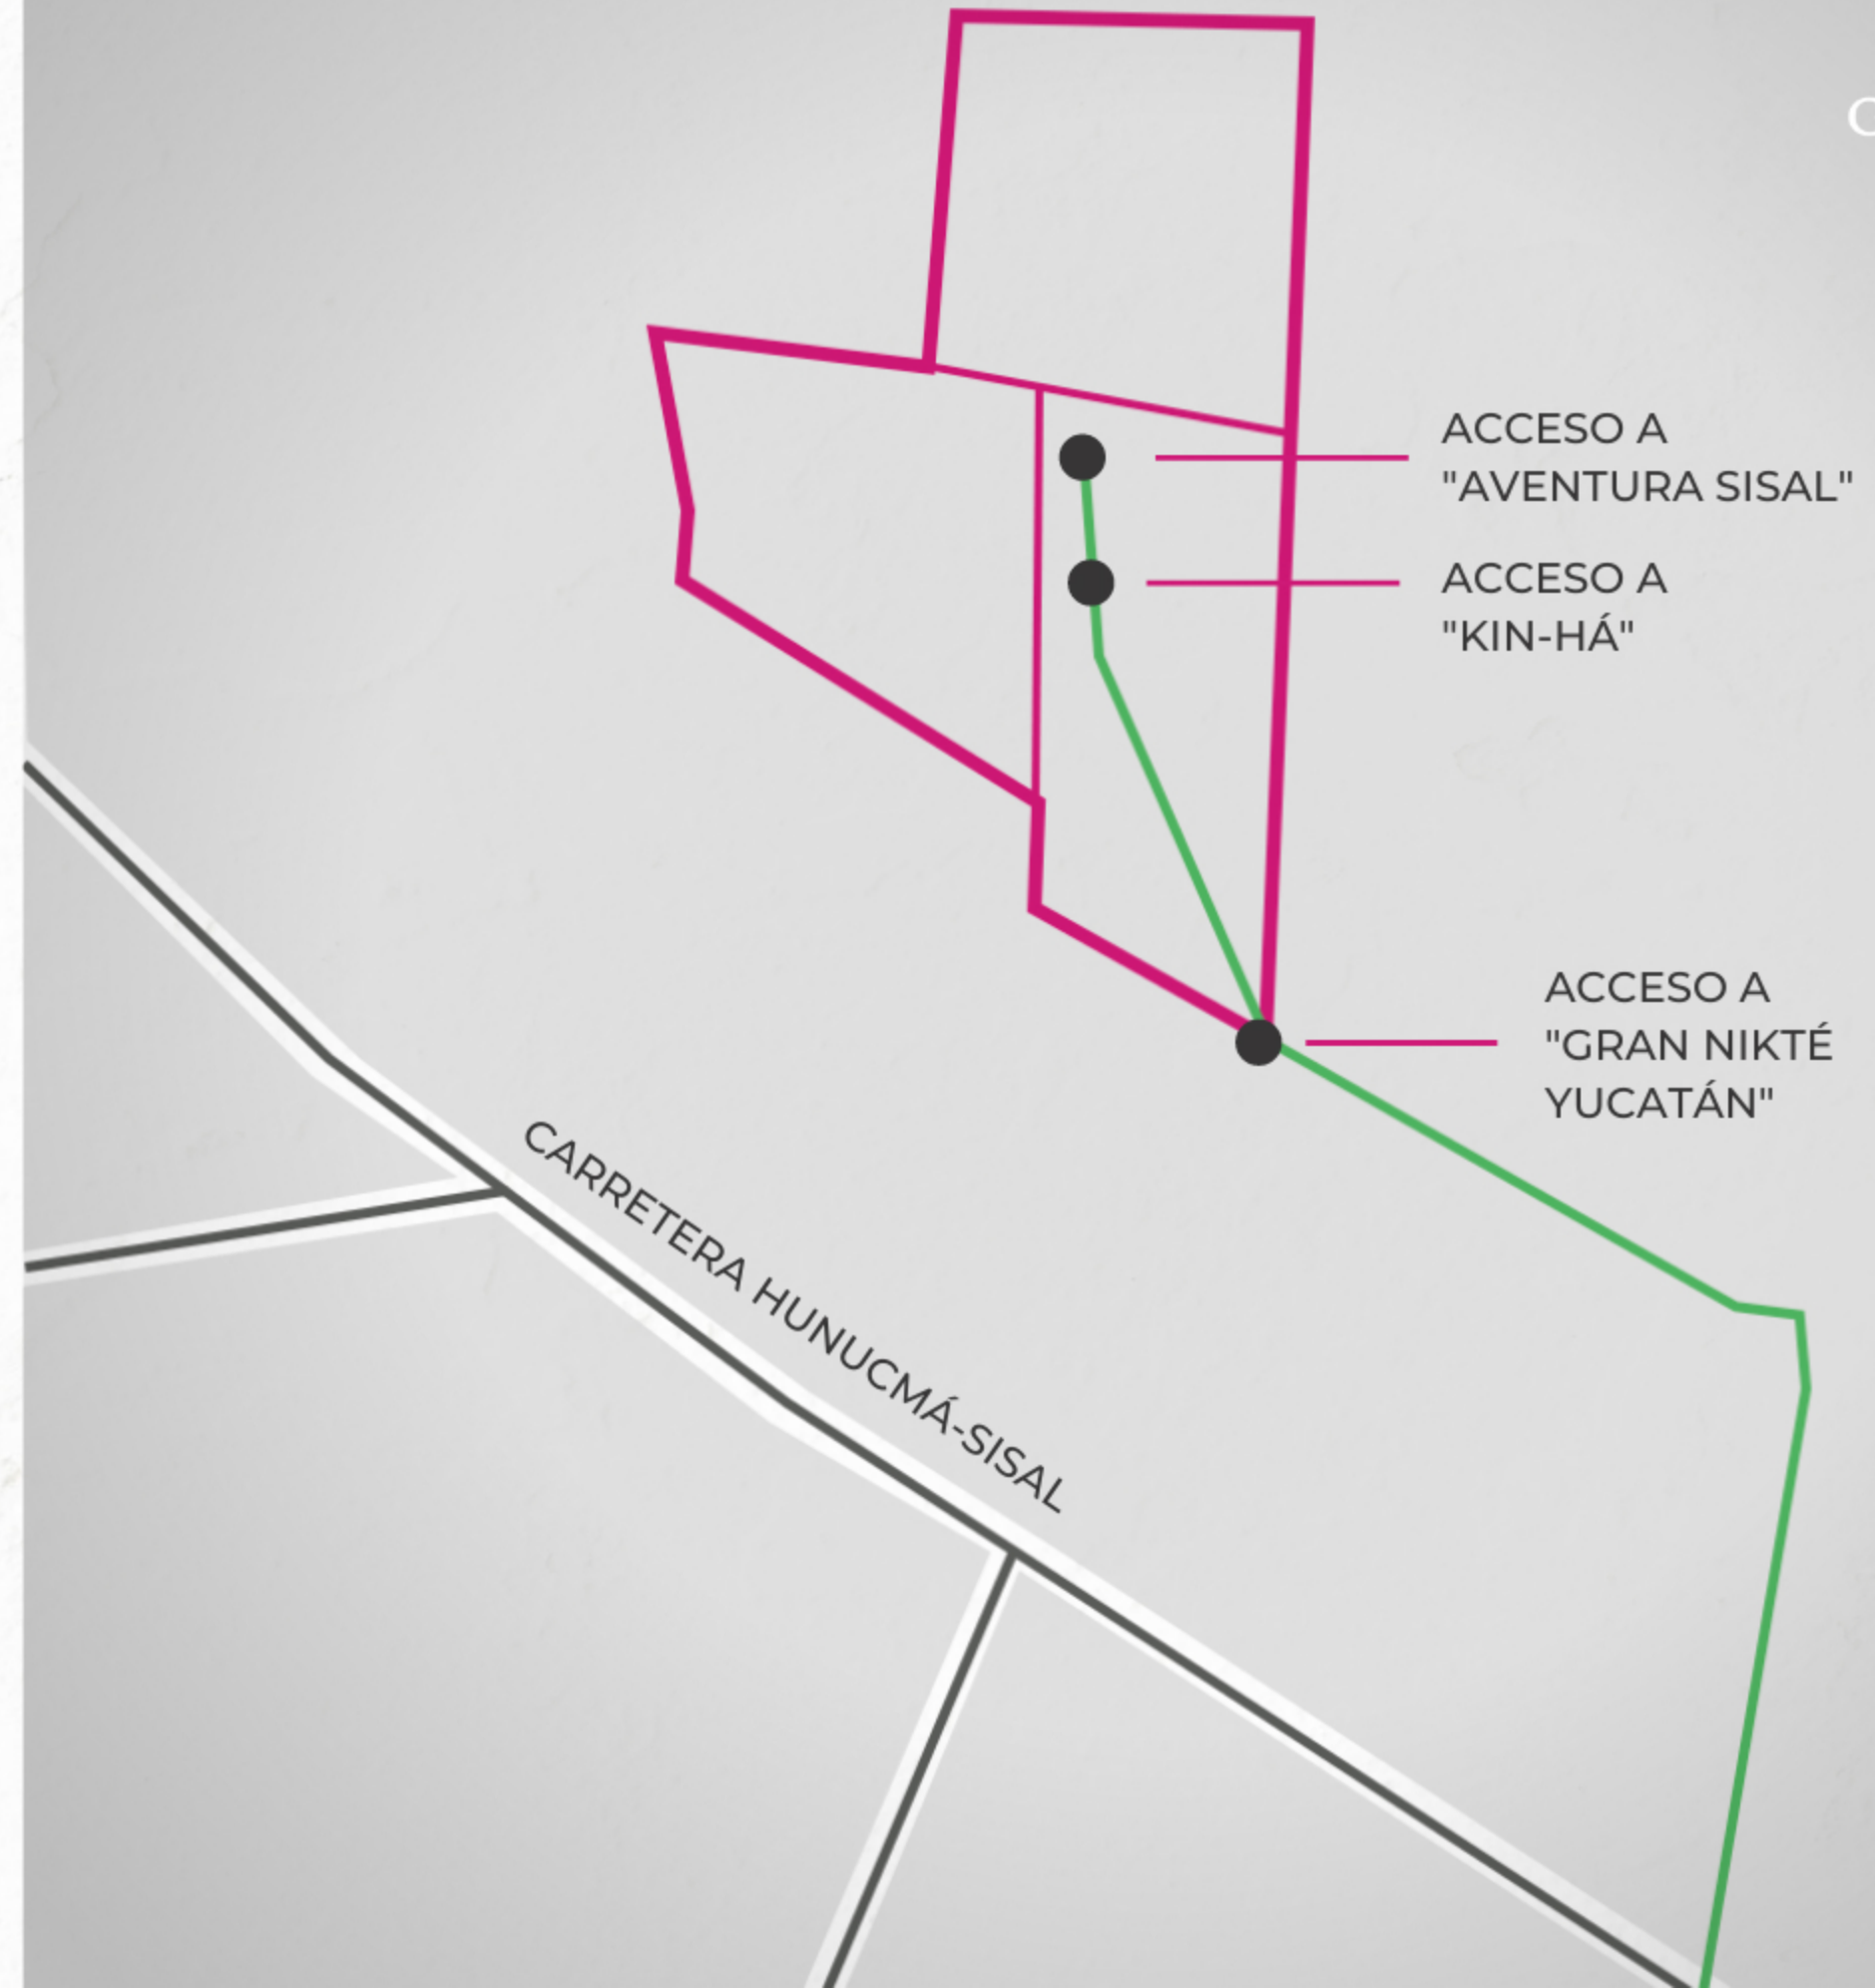 ACCESO A
"AVENTURA SISAL"
ACCESO A
"KIN-HÁ"
ACCESO A
"GRAN NIKTÉ
YUCATÁN"
CARRETERA HUNUCMÁ-SISAL